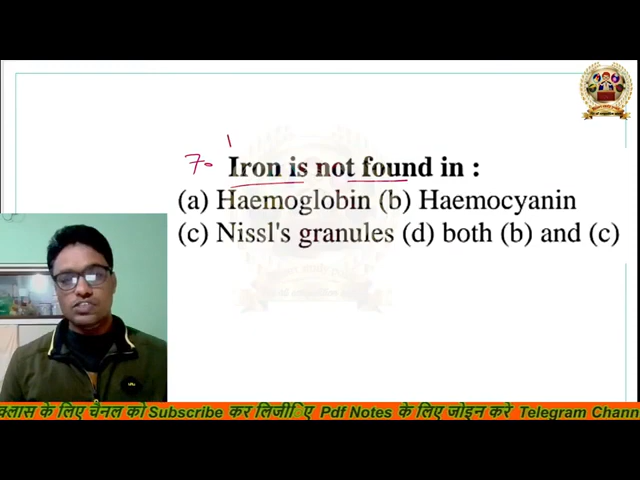 7. Iron is not found in :
(a) Haemoglobin (b) Haemocyanin
(c) Nissl's granules (d) both (b) and (c)
क्लास के लिए चैनल को Subscribe कर लिजीिए Pdf Notes के लिए जोइन करे Telegram Chann